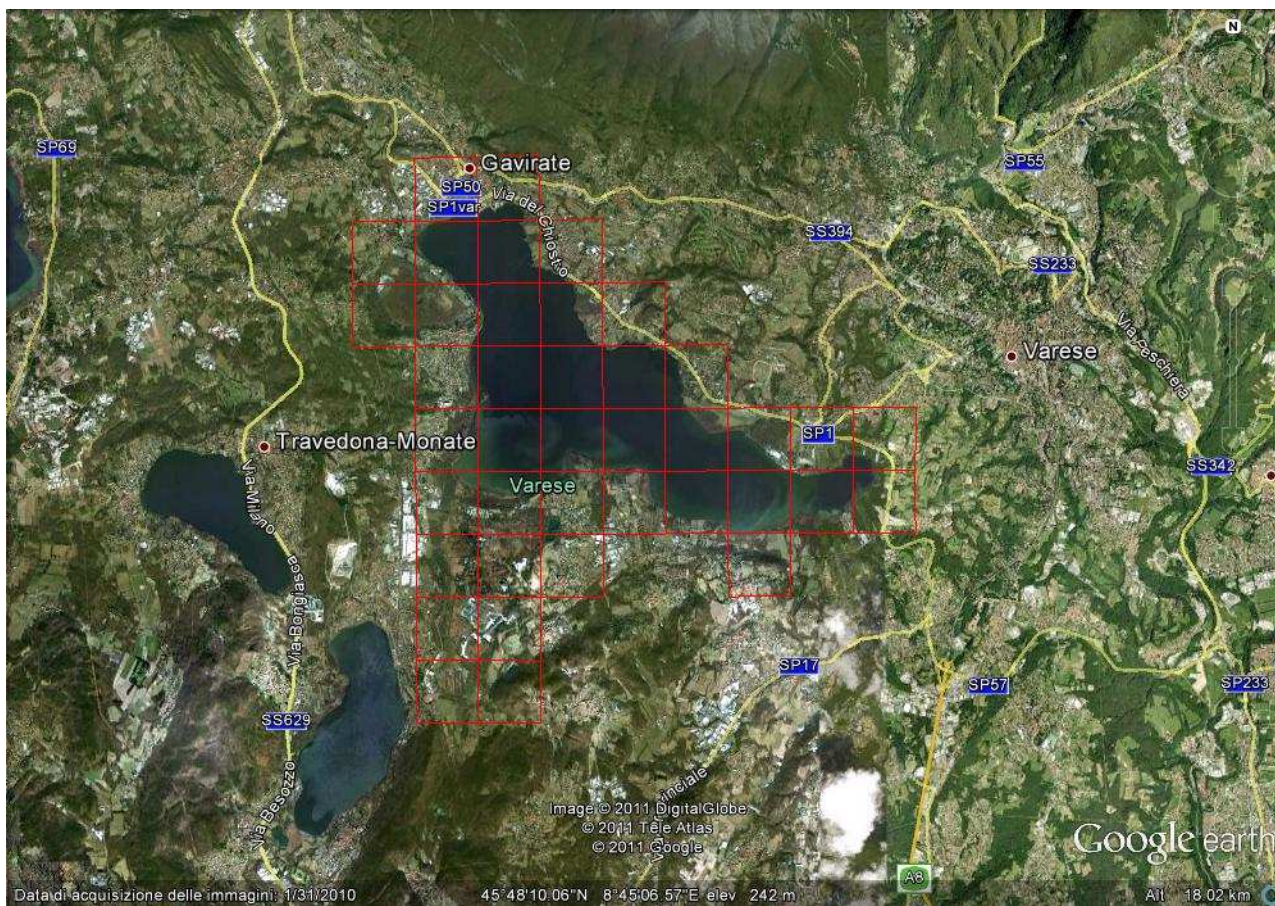 N
SP69
SP55
Gavirate
SP50
SP1var
Via del Chiostro
SS394
SS233
Via Peschiera
Varese
Travedona-Monate
SP1
Varese
SS342
Via Milano
Via Bongiasca
SP17
SP57
SP233
SS629
Via Besozzo
Image © 2011 DigitalGlobe
© 2011 Tele Atlas
© 2011 Google
Google earth
A8
Data di acquisizione delle immagini: 1/31/2010
45°48'10.06"N 8°45'06.57"E elev 242 m
Alt 18.02 km